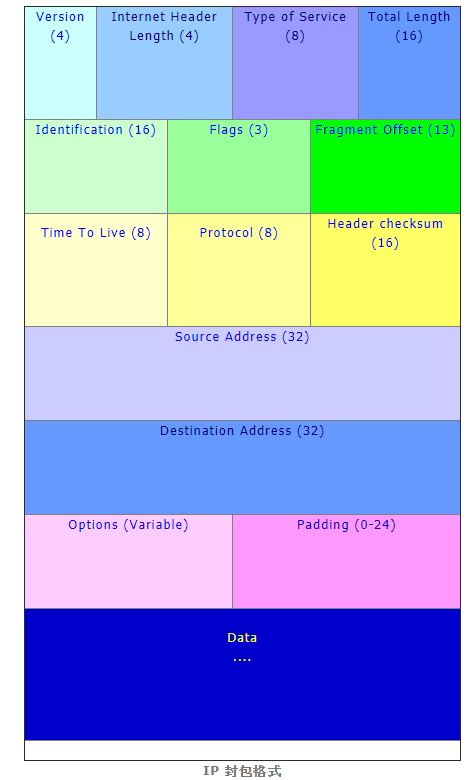 Version
(4)
Internet Header
Length (4)
Type of Service
(8)
Total Length
(16)
Identification (16)
Flags (3)
Fragment Offset (13)
Time To Live (8)
Protocol (8)
Header checksum
(16)
Source Address (32)
Destination Address (32)
Options (Variable)
Padding (0-24)
Data
....
IP 封包格式